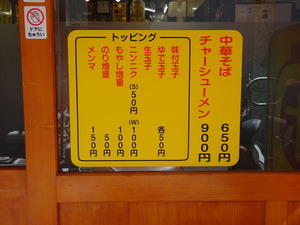 ドアに
ちゅうい
中華そば 650円
チャーシューメン 900円
トッピング
味付玉子
ゆで玉子
生玉子
各50円
ニンニク (S)50円 (W)100円
もやし増量 100円
のり増量 50円
メンマ 150円